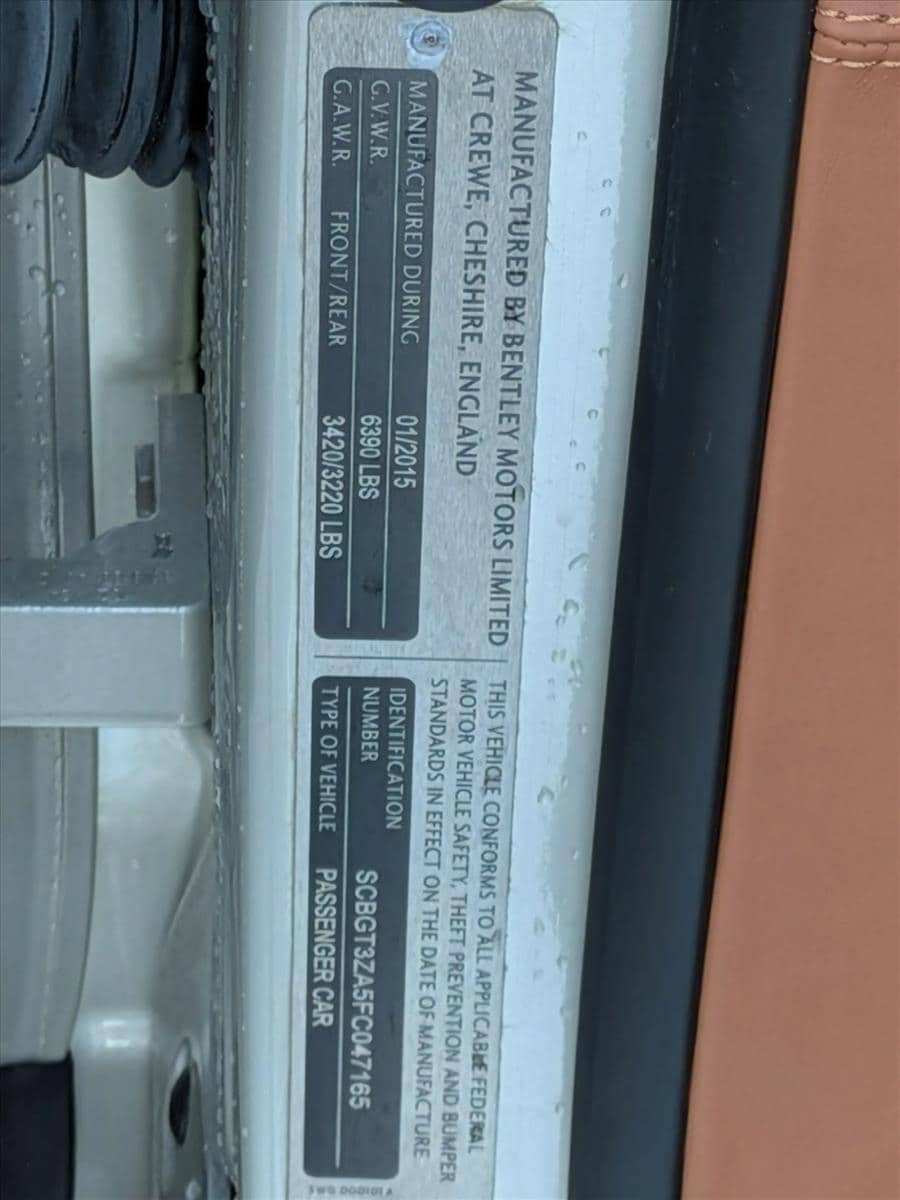 MANUFACTURED BY BENTLEY MOTORS LIMITED
AT CREWE, CHESHIRE, ENGLAND
MANUFACTURED DURING 01/2015
G.V.W.R. 6390 LBS
G.A.W.R. FRONT/REAR 3420/3220 LBS
THIS VEHICLE CONFORMS TO ALL APPLICABLE FEDERAL
MOTOR VEHICLE SAFETY, THEFT PREVENTION AND BUMPER
STANDARDS IN EFFECT ON THE DATE OF MANUFACTURE
IDENTIFICATION
NUMBER SCBGT3ZA5FC047165
TYPE OF VEHICLE PASSENGER CAR